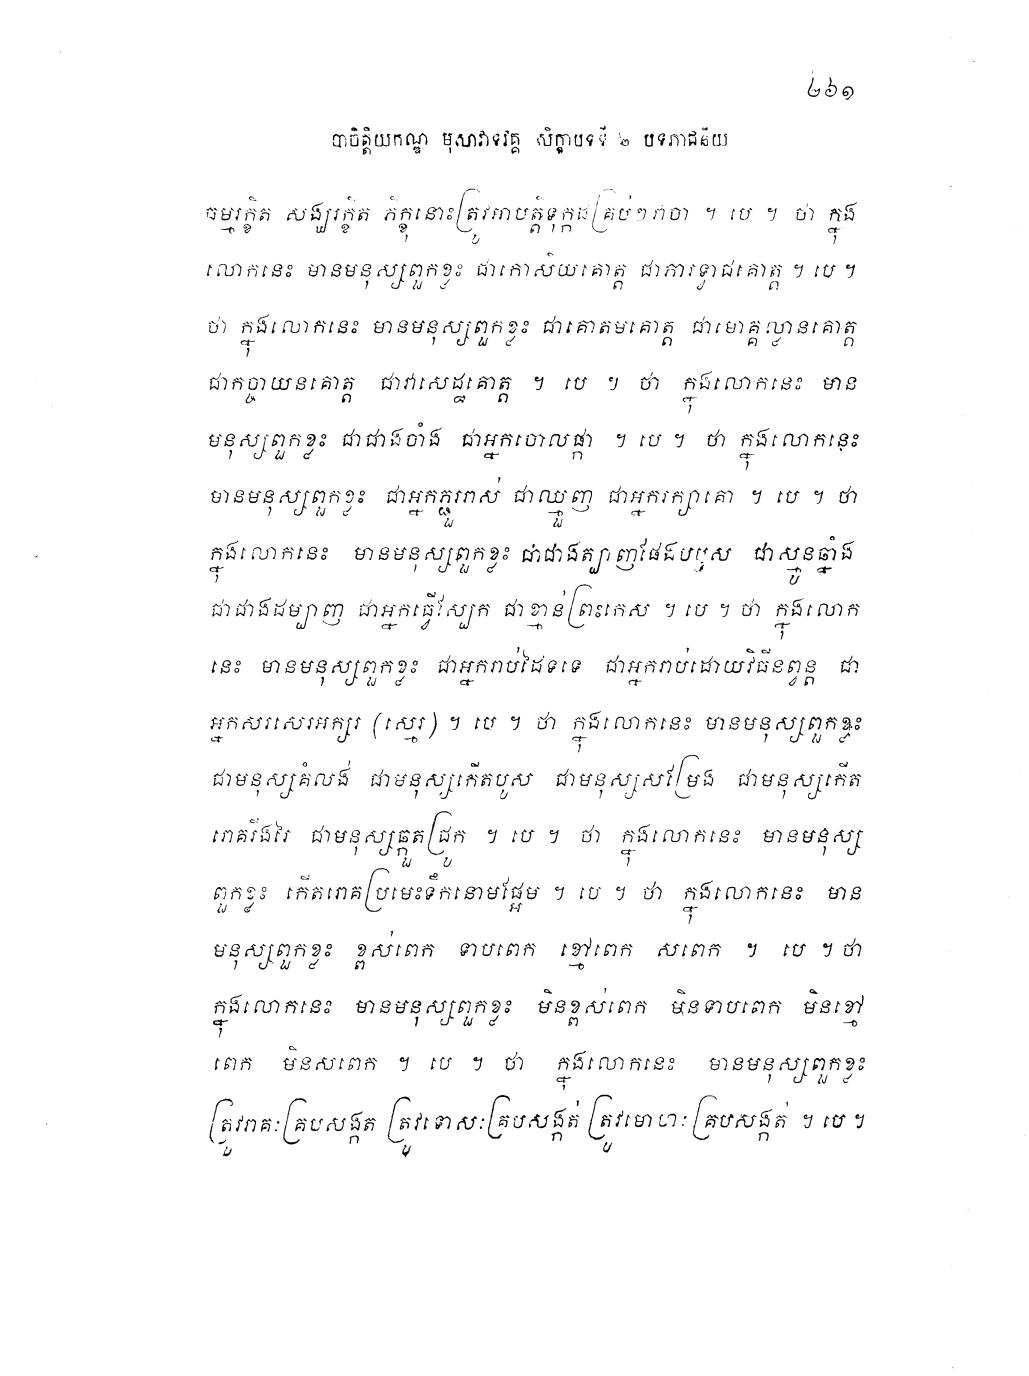 ២៦១
បាចិត្តិយកណ្ឌ មុសាវាទវគ្គ សិក្ខាបទទី ២ បទភាជនីយ
ធម្មរក្ខិត សង្ឃរក្ខិត ភិក្ខុនោះត្រូវអាបត្តិទុក្កដគ្រប់ៗវាចា ។ បេ ។ ថា ក្នុង
លោកនេះ មានមនុស្សពួកខ្លះ ជាកោសិយគោត្ត ជាភារទ្វាជគោត្ត ។ បេ ។
ថា ក្នុងលោកនេះ មានមនុស្សពួកខ្លះ ជាគោតមគោត្ត ជាមោគ្គល្លានគោត្ត
ជាកច្ចាយនគោត្ត ជាវាសេដ្ឋគោត្ត ។ បេ ។ ថា ក្នុងលោកនេះ មាន
មនុស្សពួកខ្លះ ជាជាងចាំង ជាអ្នកចោលផ្កា ។ បេ ។ ថា ក្នុងលោកនេះ
មានមនុស្សពួកខ្លះ ជាអ្នកភ្ជួររាស់ ជាឈ្មួញ ជាអ្នករក្សាគោ ។ បេ ។ ថា
ក្នុងលោកនេះ មានមនុស្សពួកខ្លះ ជាជាងត្បាញផែង ជាស្មូនឆ្នាំង
ជាជាងដម្បាញ ជាអ្នកធ្វើស្បែក ជាខ្មាន់ព្រះកេស ។ បេ ។ ថា ក្នុងលោក
នេះ មានមនុស្សពួកខ្លះ ជាអ្នករាប់ដៃទទេ ជាអ្នករាប់ដោយវិធីនព្វន្ត ជា
អ្នកសរសេរអក្សរ (ស្មេរ) ។ បេ ។ ថា ក្នុងលោកនេះ មានមនុស្សពួកខ្លះ
ជាមនុស្សគំលង់ ជាមនុស្សកើតបូស ជាមនុស្សស្រែម៉ង ជាមនុស្សកើត
រោគរីងរៃ ជាមនុស្សឆ្កួតជ្រូក ។ បេ ។ ថា ក្នុងលោកនេះ មានមនុស្ស
ពួកខ្លះ កើតរោគប្រមេះទឹកនោមផ្អែម ។ បេ ។ ថា ក្នុងលោកនេះ មាន
មនុស្សពួកខ្លះ ខ្ពស់ពេក ទាបពេក ខ្មៅពេក សពេក ។ បេ ។ ថា
ក្នុងលោកនេះ មានមនុស្សពួកខ្លះ មិនខ្ពស់ពេក មិនទាបពេក មិនខ្មៅ
ពេក មិនសពេក ។ បេ ។ ថា ក្នុងលោកនេះ មានមនុស្សពួកខ្លះ
ត្រូវរាគៈគ្របសង្កត់ ត្រូវទោសៈគ្របសង្កត់ ត្រូវមោហៈគ្របសង្កត់ ។ បេ ។